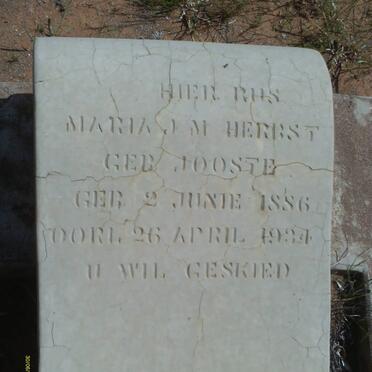 HIER RUS
MARIA J M HERBST
GEB JOOSTE
GEB 2 JUNIE 1886
OORL 26 APRIL 1934
U WIL GESKIED